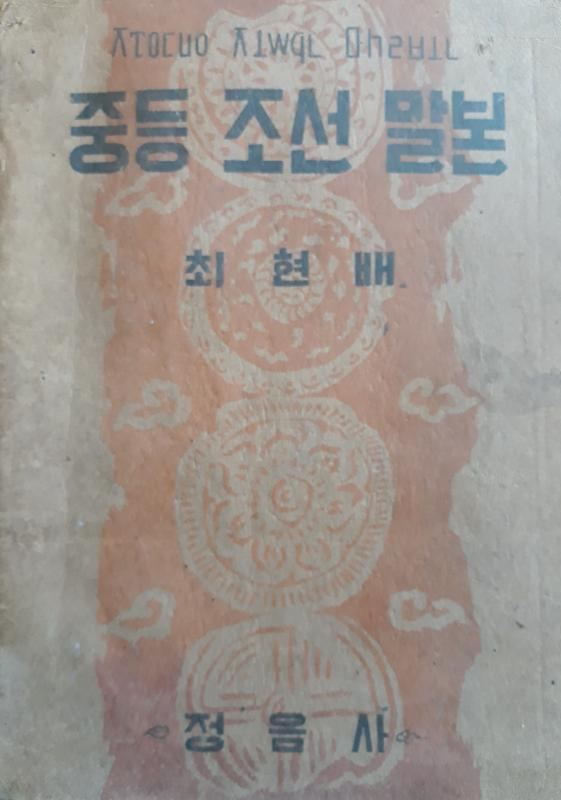 중등 조선 말본
최현배
정음사